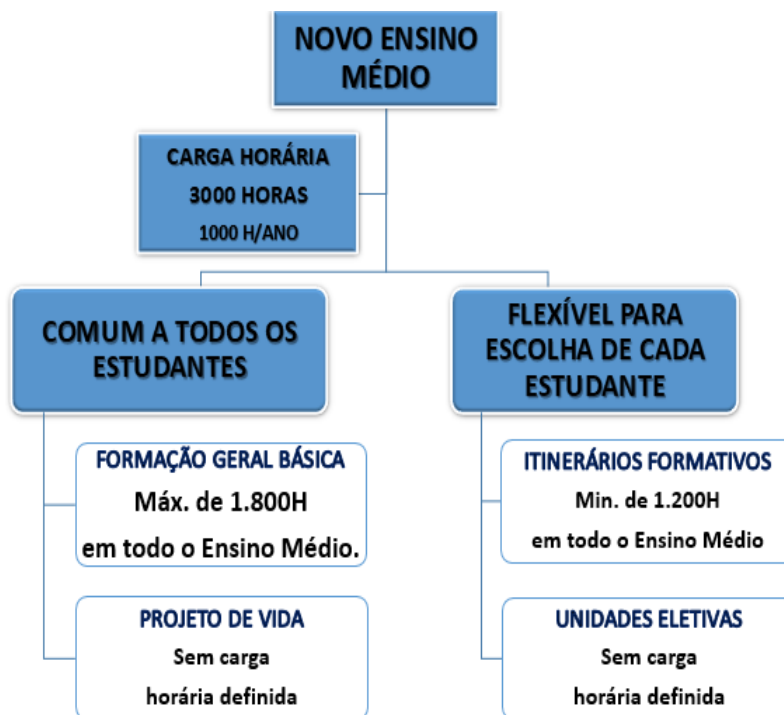 NOVO ENSINO
MÉDIO
CARGA HORÁRIA
3000 HORAS
1000 H/ANO
COMUM A TODOS OS
ESTUDANTES
FORMAÇÃO GERAL BÁSICA
Máx. de 1.800H
em todo o Ensino Médio.
PROJETO DE VIDA
Sem carga
horária definida
FLEXÍVEL PARA
ESCOLHA DE CADA
ESTUDANTE
ITINERÁRIOS FORMATIVOS
Min. de 1.200H
em todo o Ensino Médio
UNIDADES ELETIVAS
Sem carga
horária definida